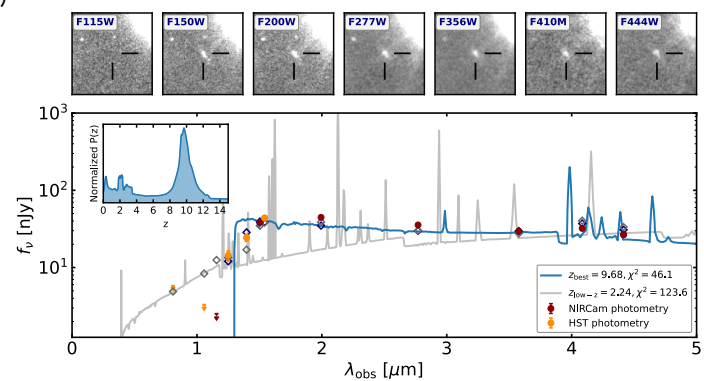 )
F115W F150W F200W F277W F356W F410M F444W
10³
10²
10¹
f_ν [nJy]
Normalized P(z)
0 2 4 6 8 10 12 14
z
z_best = 9.68, χ² = 46.1
z_low−z = 2.24, χ² = 123.6
NIRCam photometry
HST photometry
0 1 2 3 4 5
λ_obs [μm]